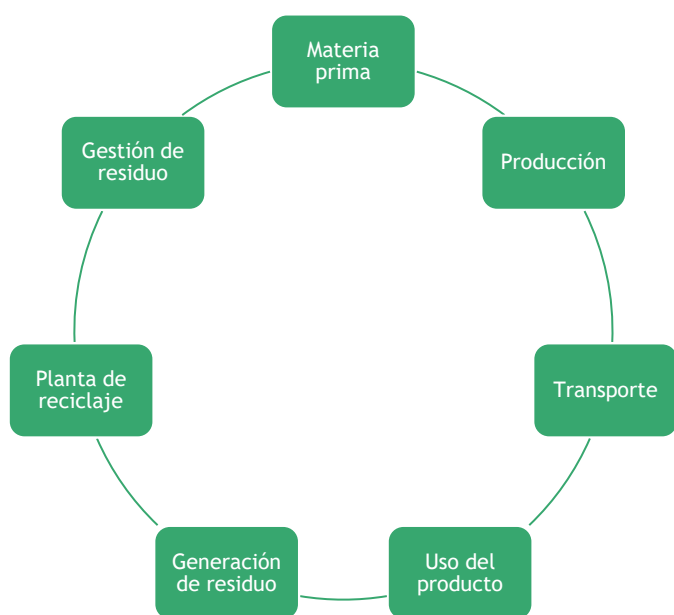 Materia
prima
Producción
Transporte
Uso del
producto
Generación
de residuo
Planta de
reciclaje
Gestión de
residuo